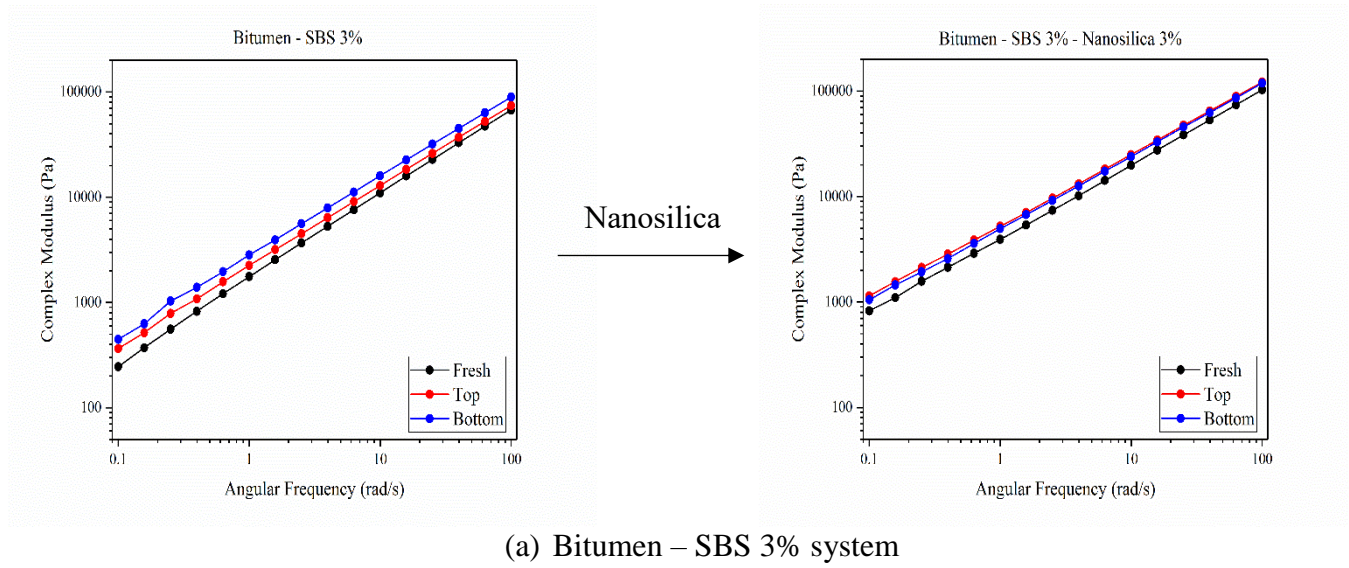 Bitumen - SBS 3%
Complex Modulus (Pa)
100000
10000
1000
100
Fresh
Top
Bottom
0.1
1
10
100
Angular Frequency (rad/s)
Nanosilica
Bitumen - SBS 3% - Nanosilica 3%
Complex Modulus (Pa)
100000
10000
1000
100
Fresh
Top
Bottom
0.1
1
10
100
Angular Frequency (rad/s)
(a) Bitumen – SBS 3% system